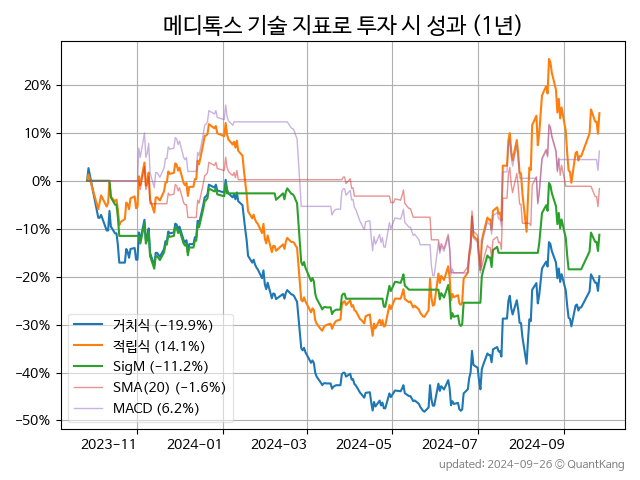 메디톡스 기술 지표로 투자 시 성과 (1년)
20%
10%
0%
−10%
−20%
−30%
−40%
−50%
거치식 (−19.9%)
적립식 (14.1%)
SigM (−11.2%)
SMA(20) (−1.6%)
MACD (6.2%)
2023-11
2024-01
2024-03
2024-05
2024-07
2024-09
updated: 2024-09-26 © QuantKang